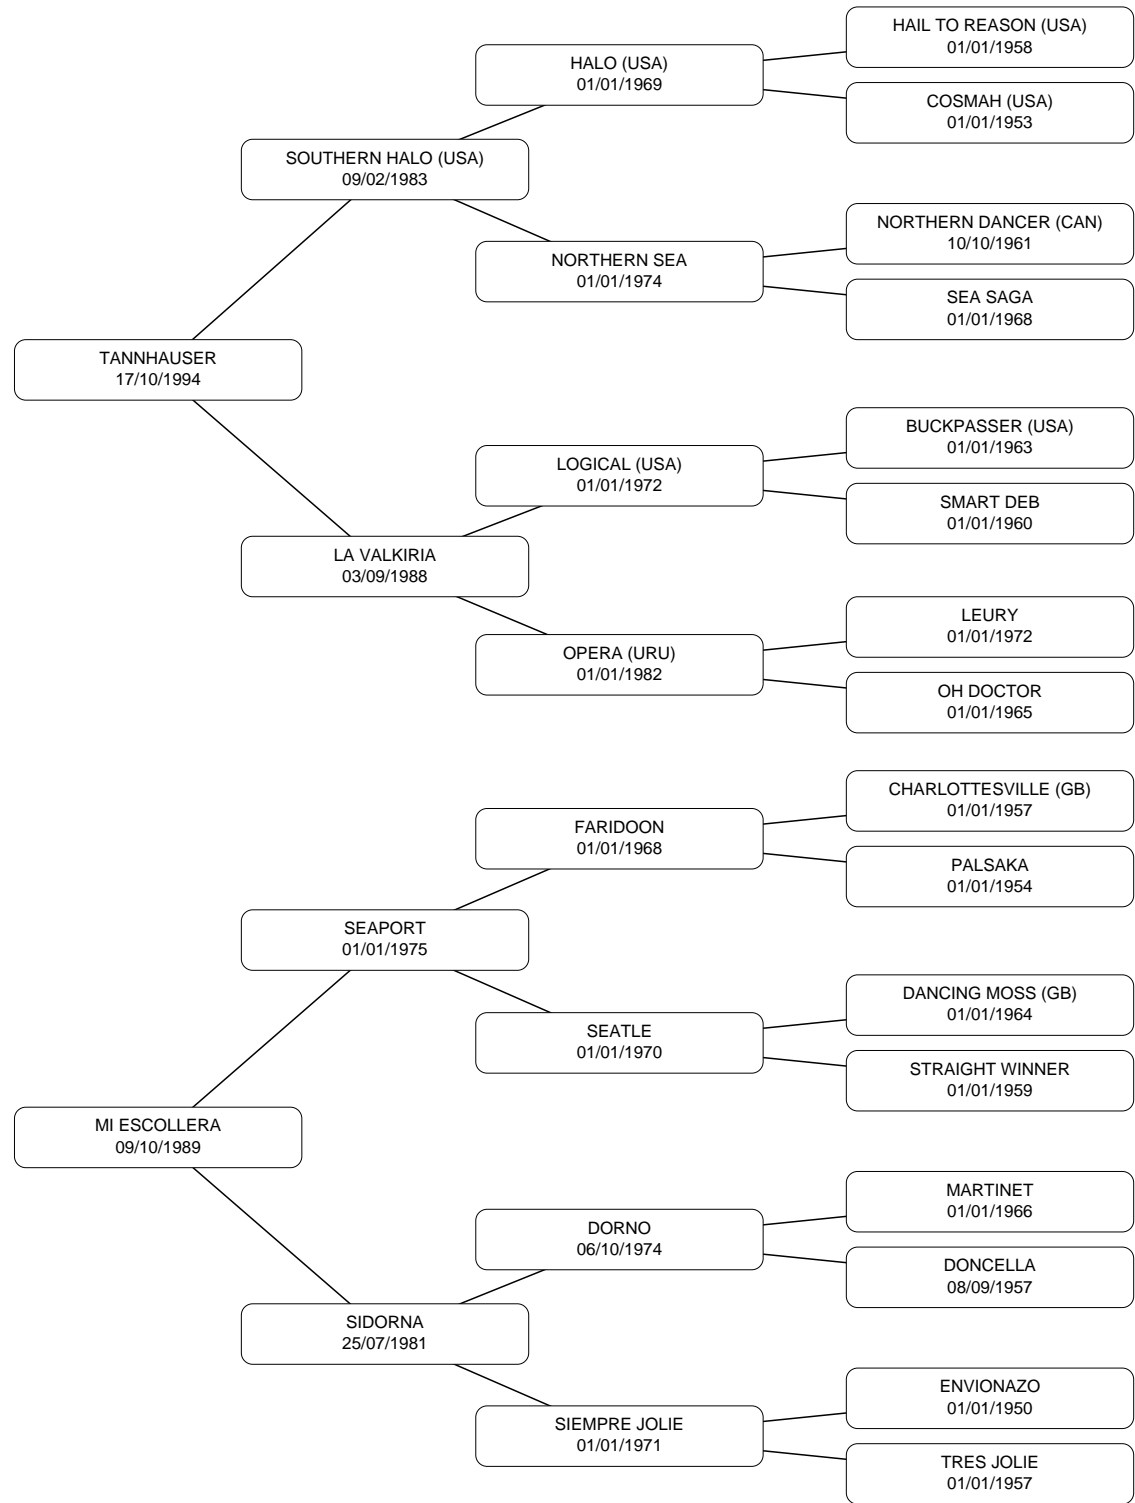 HAIL TO REASON (USA)
01/01/1958
HALO (USA)
01/01/1969
COSMAH (USA)
01/01/1953
SOUTHERN HALO (USA)
09/02/1983
NORTHERN DANCER (CAN)
10/10/1961
NORTHERN SEA
01/01/1974
SEA SAGA
01/01/1968
TANNHAUSER
17/10/1994
BUCKPASSER (USA)
01/01/1963
LOGICAL (USA)
01/01/1972
SMART DEB
01/01/1960
LA VALKIRIA
03/09/1988
LEURY
01/01/1972
OPERA (URU)
01/01/1982
OH DOCTOR
01/01/1965
CHARLOTTESVILLE (GB)
01/01/1957
FARIDOON
01/01/1968
PALSAKA
01/01/1954
SEAPORT
01/01/1975
DANCING MOSS (GB)
01/01/1964
SEATLE
01/01/1970
STRAIGHT WINNER
01/01/1959
MI ESCOLLERA
09/10/1989
MARTINET
01/01/1966
DORNO
06/10/1974
DONCELLA
08/09/1957
SIDORNA
25/07/1981
ENVIONAZO
01/01/1950
SIEMPRE JOLIE
01/01/1971
TRES JOLIE
01/01/1957